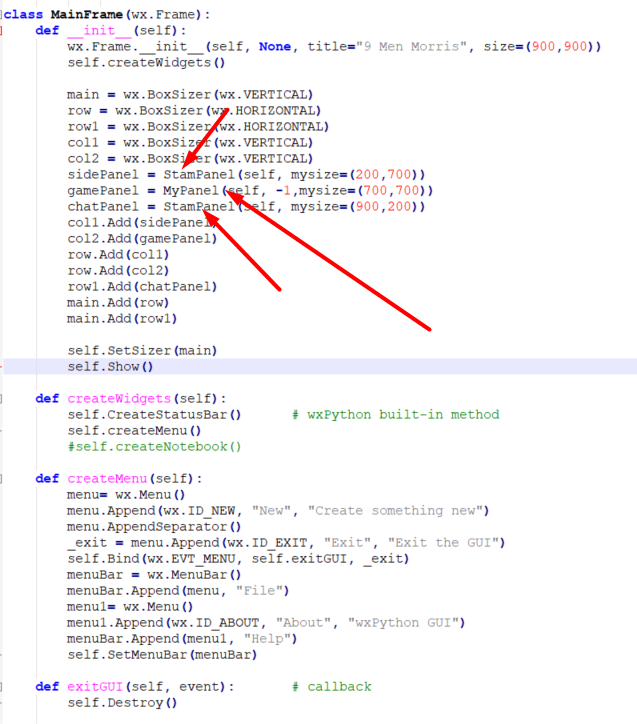 class MainFrame(wx.Frame):
def __init__(self):
wx.Frame.__init__(self, None, title="9 Men Morris", size=(900,900))
self.createWidgets()
main = wx.BoxSizer(wx.VERTICAL)
row = wx.BoxSizer(wx.HORIZONTAL)
row1 = wx.BoxSizer(wx.HORIZONTAL)
col1 = wx.BoxSizer(wx.VERTICAL)
col2 = wx.BoxSizer(wx.VERTICAL)
sidePanel = StamPanel(self, mysize=(200,700))
gamePanel = MyPanel(self, -1,mysize=(700,700))
chatPanel = StamPanel(self, mysize=(900,200))
col1.Add(sidePanel)
col2.Add(gamePanel)
row.Add(col1)
row.Add(col2)
row1.Add(chatPanel)
main.Add(row)
main.Add(row1)
self.SetSizer(main)
self.Show()
def createWidgets(self):
self.CreateStatusBar() # wxPython built-in method
self.createMenu()
#self.createNotebook()
def createMenu(self):
menu= wx.Menu()
menu.Append(wx.ID_NEW, "New", "Create something new")
menu.AppendSeparator()
_exit = menu.Append(wx.ID_EXIT, "Exit", "Exit the GUI")
self.Bind(wx.EVT_MENU, self.exitGUI, _exit)
menuBar = wx.MenuBar()
menuBar.Append(menu, "File")
menu1= wx.Menu()
menu1.Append(wx.ID_ABOUT, "About", "wxPython GUI")
menuBar.Append(menu1, "Help")
self.SetMenuBar(menuBar)
def exitGUI(self, event): # callback
self.Destroy()